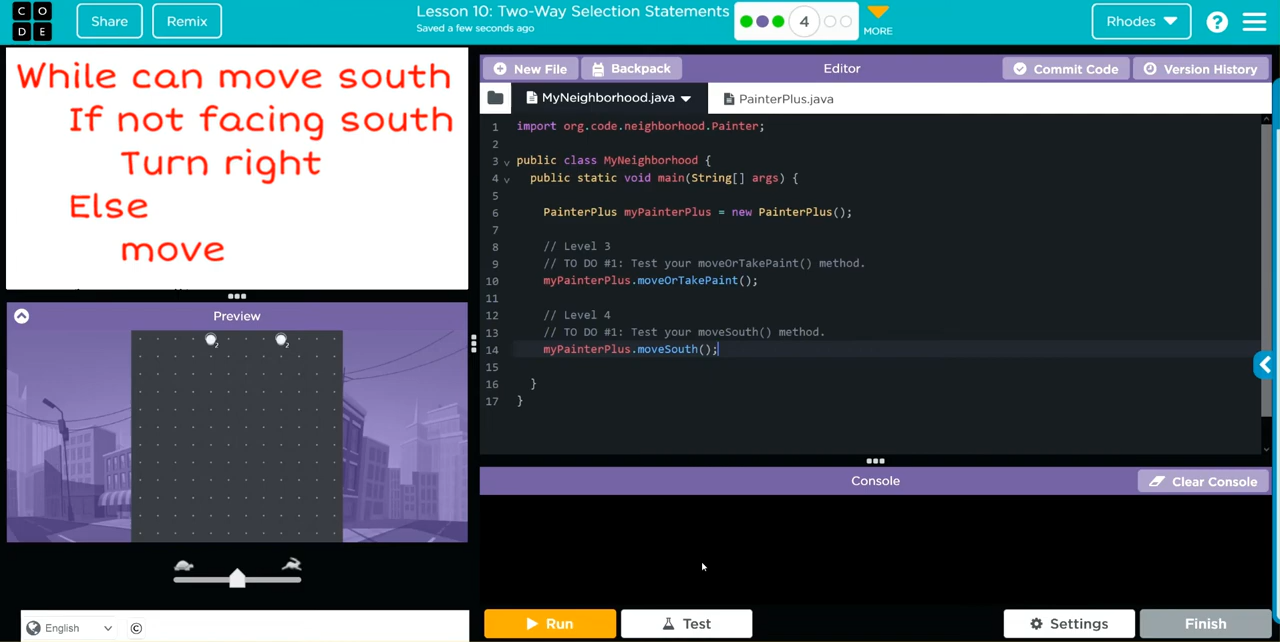 C O
D E
Share
Remix
Lesson 10: Two-Way Selection Statements
Saved a few seconds ago
4
MORE
Rhodes
?
While can move south
If not facing south
Turn right
Else
move
New File
Backpack
Editor
Commit Code
Version History
MyNeighborhood.java
PainterPlus.java
1 import org.code.neighborhood.Painter;
2
3 public class MyNeighborhood {
4 public static void main(String[] args) {
5
6 PainterPlus myPainterPlus = new PainterPlus();
7
8 // Level 3
9 // TO DO #1: Test your moveOrTakePaint() method.
10 myPainterPlus.moveOrTakePaint();
11
12 // Level 4
13 // TO DO #1: Test your moveSouth() method.
14 myPainterPlus.moveSouth();
15
16 }
17 }
Preview
Console
Clear Console
English
©
Run
Test
Settings
Finish